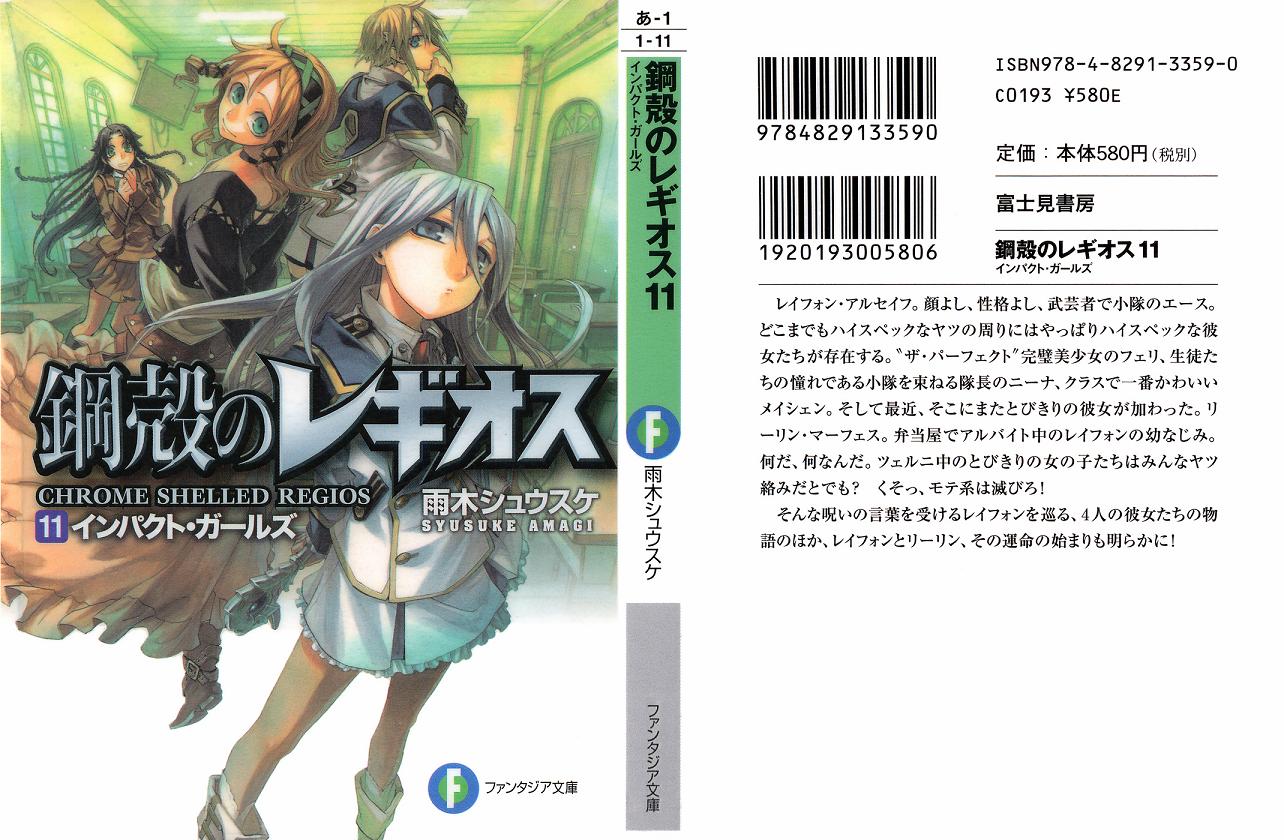 鋼殻のレギオス
CHROME SHELLED REGIOS
雨木シュウスケ
SYUSUKE AMAGI
11 インパクト・ガールズ
F ファンタジア文庫
あ-1
1-11
鋼殻のレギオス11
インパクト・ガールズ
F
雨木シュウスケ
ファンタジア文庫
9784829133590
1920193005806
ISBN978-4-8291-3359-0
C0193 ¥580E
定価：本体580円(税別)
富士見書房
鋼殻のレギオス11
インパクト・ガールズ
レイフォン・アルセイフ。顔よし、性格よし、武芸者で小隊のエース。
どこまでもハイスペックなヤツの周りにはやっぱりハイスペックな彼
女たちが存在する。〝ザ・パーフェクト〟完璧美少女のフェリ、生徒た
ちの憧れである小隊を束ねる隊長のニーナ、クラスで一番かわいい
メイシェン。そして最近、そこにまたとびきりの彼女が加わった。リ
ーリン・マーフェス。弁当屋でアルバイト中のレイフォンの幼なじみ。
何だ、何なんだ。ツェルニ中のとびきりの女の子たちはみんなヤツ
絡みだとでも?　くそっ、モテ系は滅びろ!
そんな呪いの言葉を受けるレイフォンを巡る、4人の彼女たちの物
語のほか、レイフォンとリーリン、その運命の始まりも明らかに!